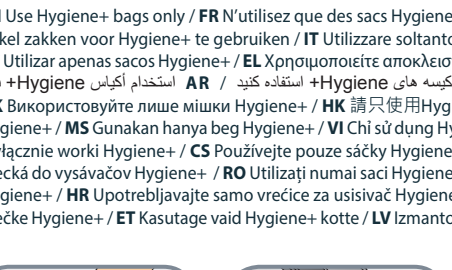 Use Hygiene+ bags only / FR N’utilisez que des sacs Hygiene
zakken voor Hygiene+ te gebruiken / IT Utilizzare soltanto
Utilizar apenas sacos Hygiene+ / EL Χρησιμοποιείτε αποκλεισ
کیسه های Hygiene+ استفاده کنید / AR استخدام أكياس Hygiene+
Використовуйте лише мішки Hygiene+ / HK 請只使用Hyg
giene+ / MS Gunakan hanya beg Hygiene+ / VI Chỉ sử dụng Hy
yłącznie worki Hygiene+ / CS Používejte pouze sáčky Hygiene
ecká do vysávačov Hygiene+ / RO Utilizați numai saci Hygiene
giene+ / HR Upotrebljavajte samo vrećice za usisivač Hygiene
ečke Hygiene+ / ET Kasutage vaid Hygiene+ kotte / LV Izmanto